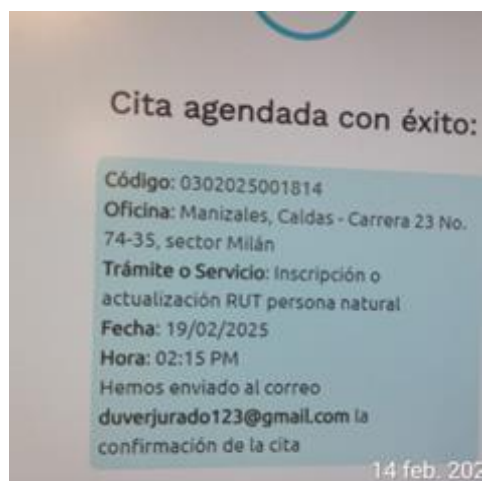 Cita agendada con éxito:
Código: 0302025001814
Oficina: Manizales, Caldas - Carrera 23 No.
74-35, sector Milán
Trámite o Servicio: Inscripción o
actualización RUT persona natural
Fecha: 19/02/2025
Hora: 02:15 PM
Hemos enviado al correo
duverjurado123@gmail.com la
confirmación de la cita
14 feb. 202